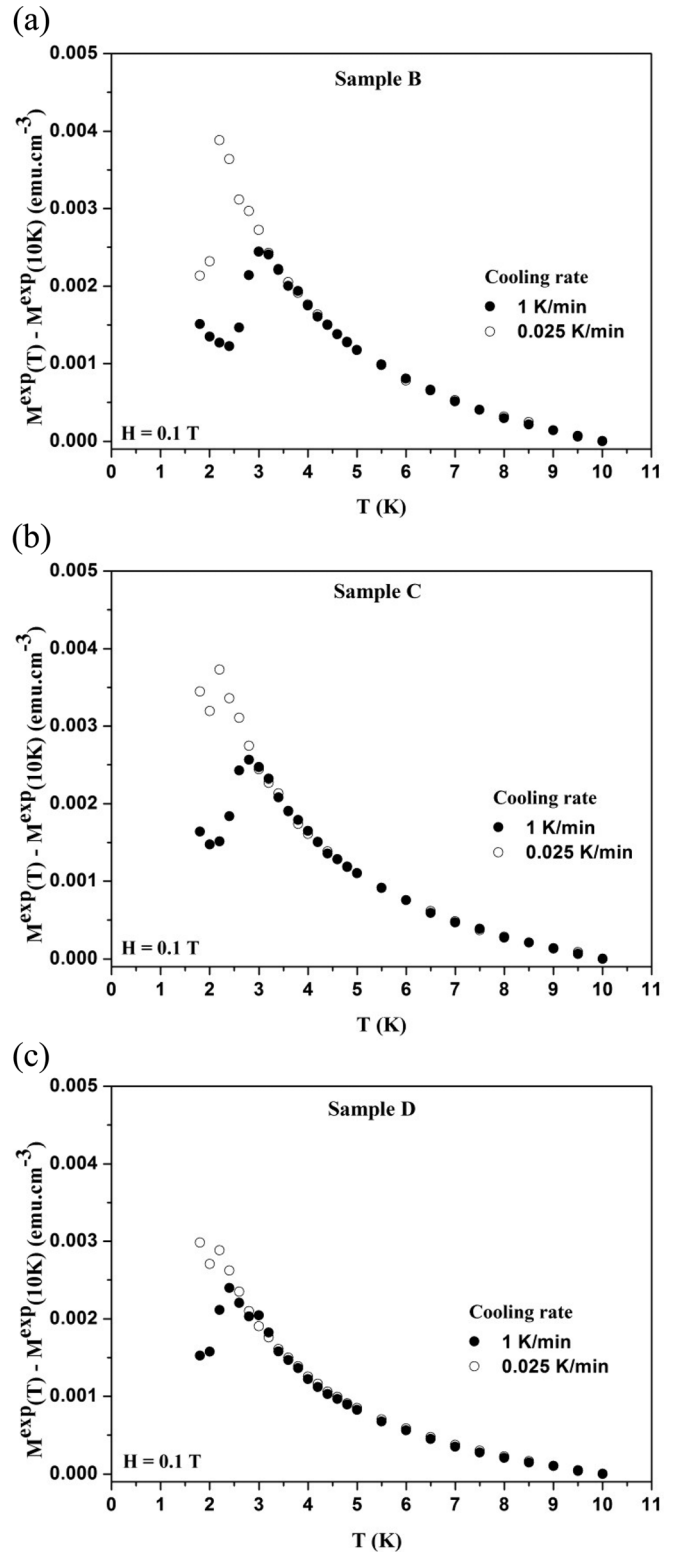 (a)
Sample B
M^exp(T) - M^exp(10K) (emu.cm^-3)
0.005
0.004
0.003
0.002
0.001
0.000
Cooling rate
1 K/min
0.025 K/min
H = 0.1 T
0 1 2 3 4 5 6 7 8 9 10 11
T (K)
(b)
Sample C
M^exp(T) - M^exp(10K) (emu.cm^-3)
0.005
0.004
0.003
0.002
0.001
0.000
Cooling rate
1 K/min
0.025 K/min
H = 0.1 T
0 1 2 3 4 5 6 7 8 9 10 11
T (K)
(c)
Sample D
M^exp(T) - M^exp(10K) (emu.cm^-3)
0.005
0.004
0.003
0.002
0.001
0.000
Cooling rate
1 K/min
0.025 K/min
H = 0.1 T
0 1 2 3 4 5 6 7 8 9 10 11
T (K)